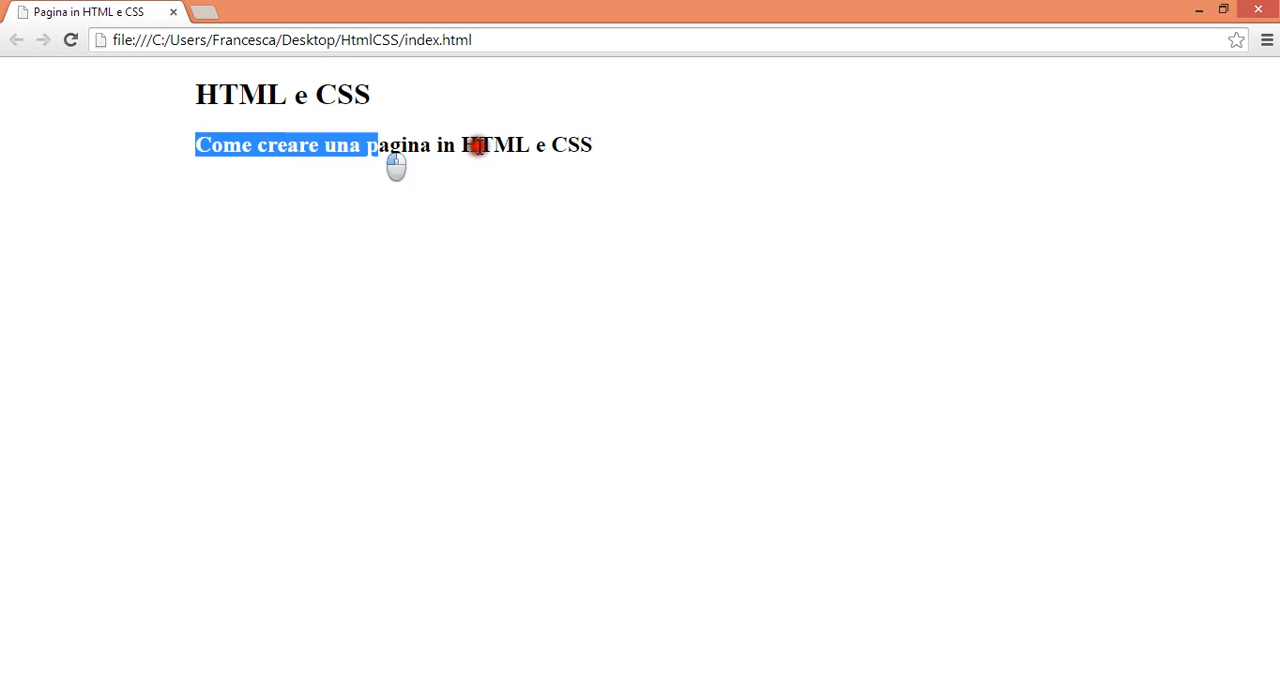 Pagina in HTML e CSS
file:///C:/Users/Francesca/Desktop/HtmlCSS/index.html
HTML e CSS
Come creare una pagina in HTML e CSS